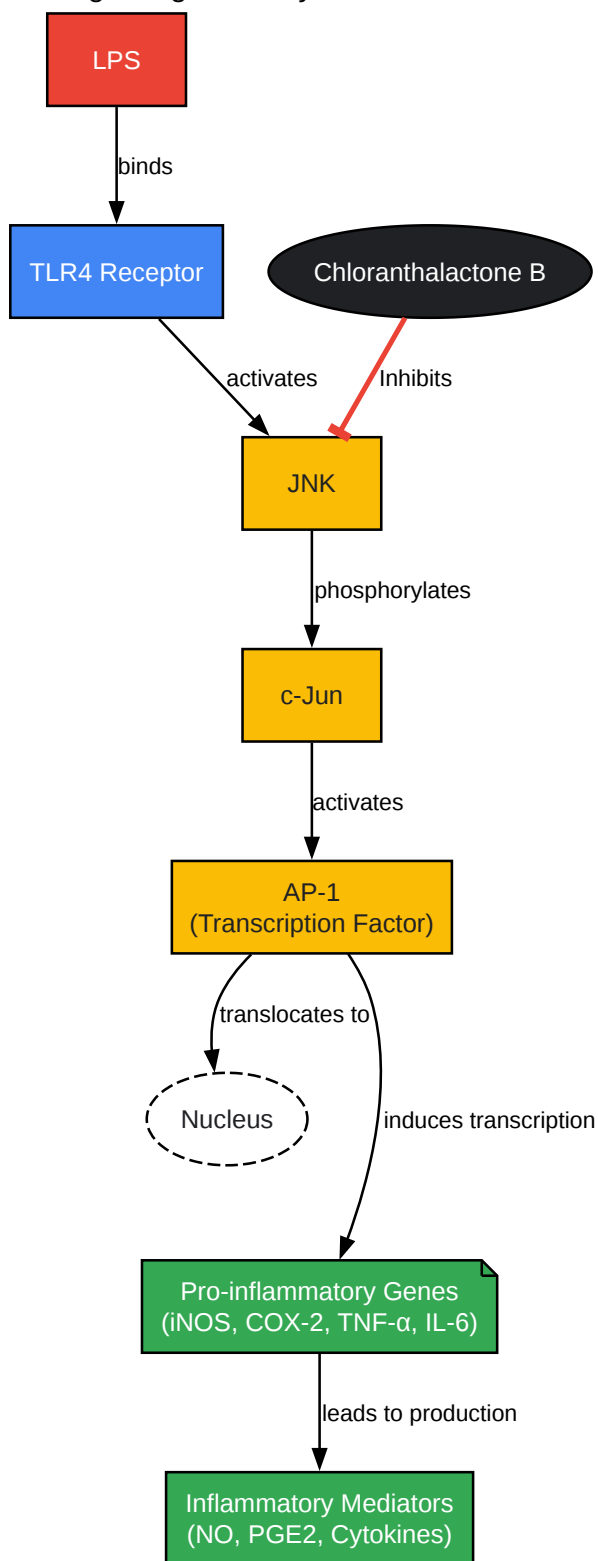 LPS
binds
TLR4 Receptor
Chloranthalactone B
activates
Inhibits
JNK
phosphorylates
c-Jun
activates
AP-1
(Transcription Factor)
translocates to
Nucleus
induces transcription
Pro-inflammatory Genes
(iNOS, COX-2, TNF-α, IL-6)
leads to production
Inflammatory Mediators
(NO, PGE2, Cytokines)